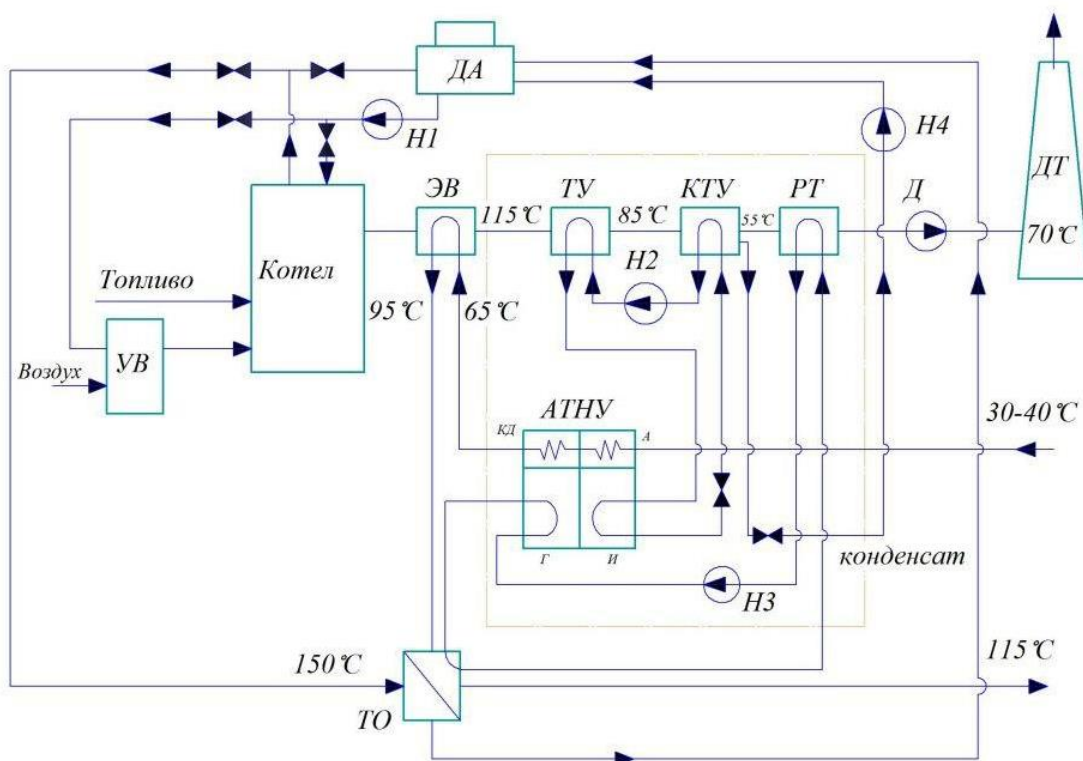 ДА
Н1
Н4
ЭВ
ТУ
КТУ
РТ
Д
ДТ
115℃
85℃
55℃
70℃
Н2
Котел
Топливо
95℃
65℃
УВ
Воздух
АТНУ
30-40℃
КД
А
Г
И
конденсат
Н3
150℃
115℃
ТО